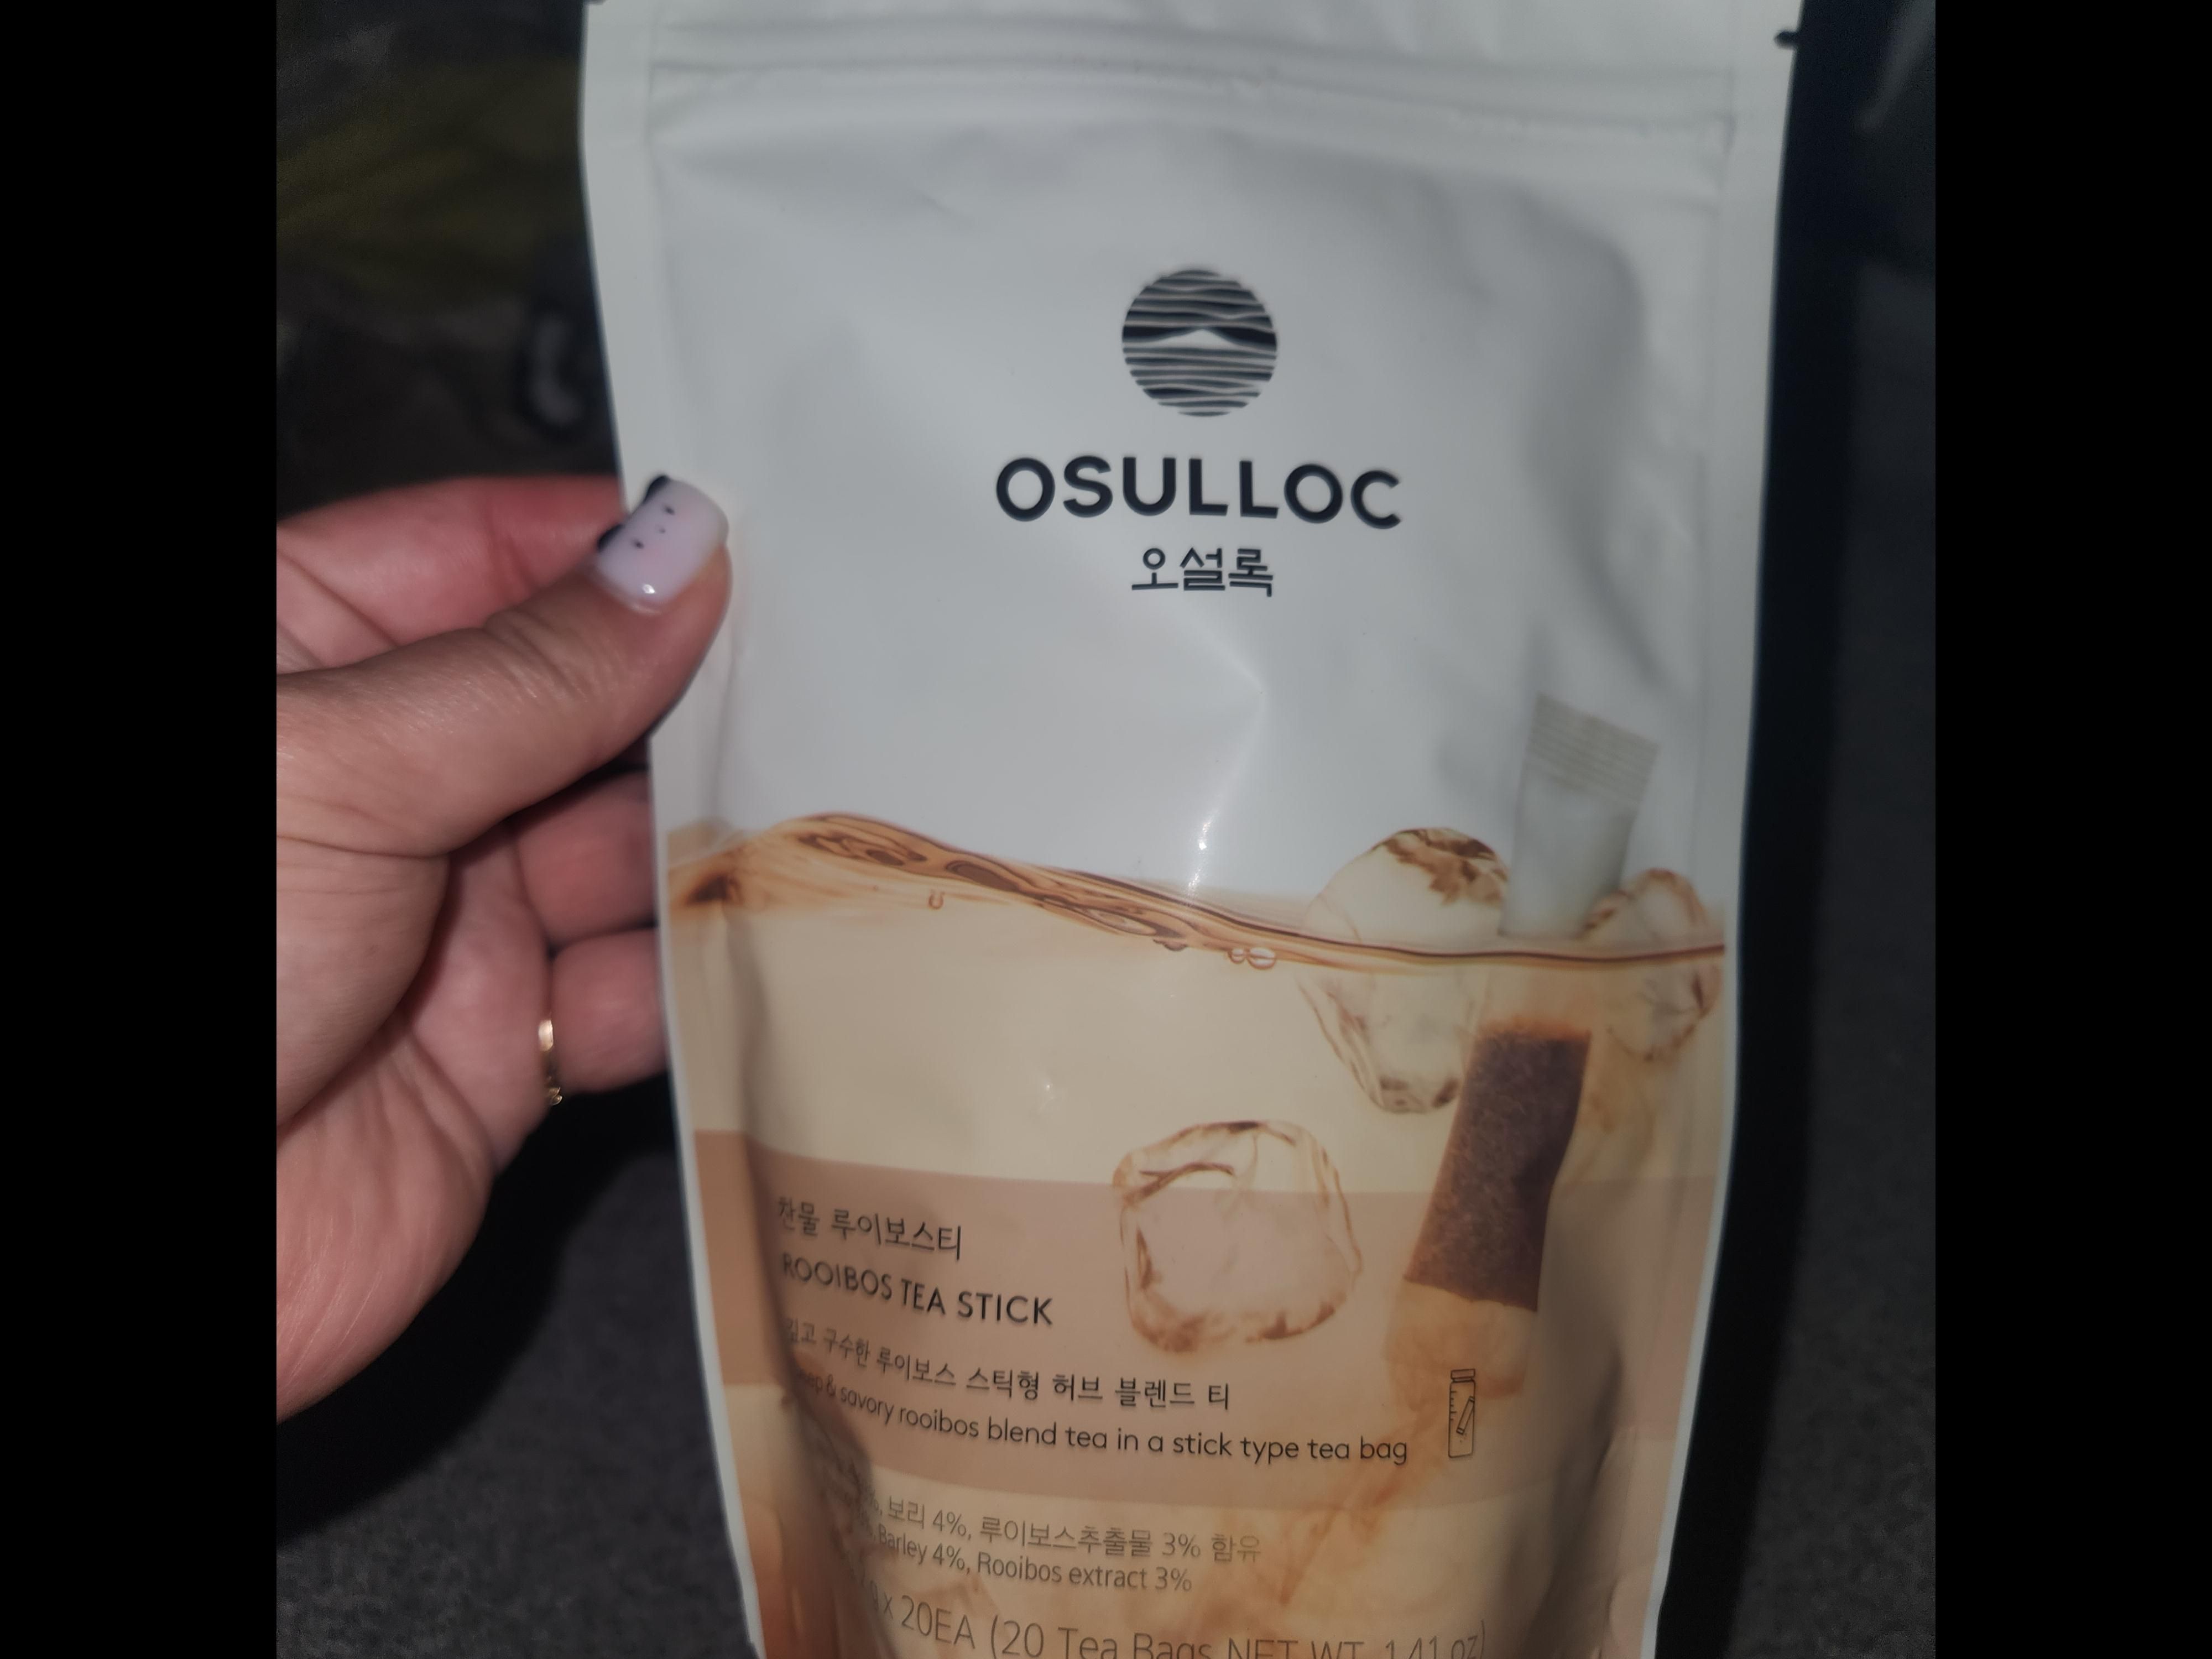 OSULLOC
오설록
찬물 루이보스티
ROOIBOS TEA STICK
깊고 구수한 루이보스 스틱형 허브 블렌드 티
& savory rooibos blend tea in a stick type tea bag
보리 4%, 루이보스추출물 3% 함유
Barley 4%, Rooibos extract 3%
x 20EA (20 Tea Bags NET WT. 1.41 oz)